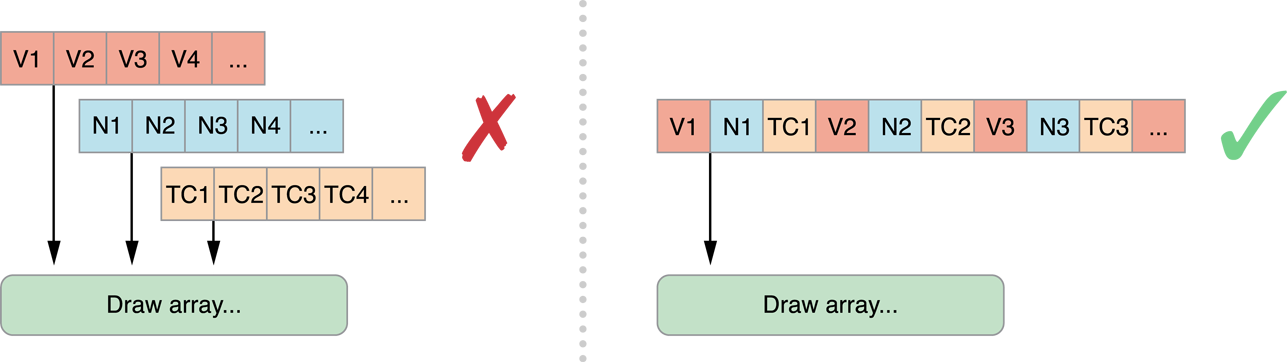 V1 V2 V3 V4 ...
N1 N2 N3 N4 ...
TC1 TC2 TC3 TC4 ...
Draw array...
V1 N1 TC1 V2 N2 TC2 V3 N3 TC3 ...
Draw array...